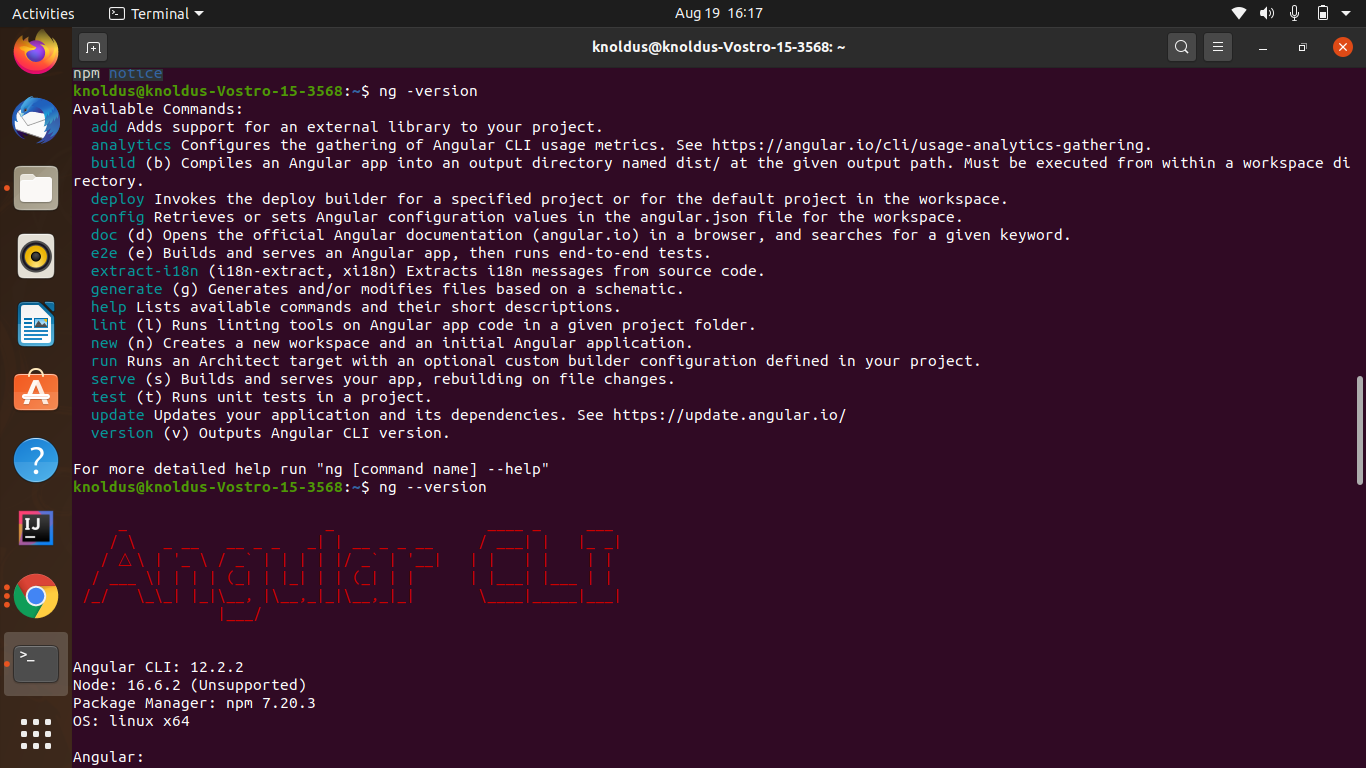 Activities Terminal Aug 19 16:17
knoldus@knoldus-Vostro-15-3568: ~
npm notice
knoldus@knoldus-Vostro-15-3568:~$ ng -version
Available Commands:
  add Adds support for an external library to your project.
  analytics Configures the gathering of Angular CLI usage metrics. See https://angular.io/cli/usage-analytics-gathering.
  build (b) Compiles an Angular app into an output directory named dist/ at the given output path. Must be executed from within a workspace di
rectory.
  deploy Invokes the deploy builder for a specified project or for the default project in the workspace.
  config Retrieves or sets Angular configuration values in the angular.json file for the workspace.
  doc (d) Opens the official Angular documentation (angular.io) in a browser, and searches for a given keyword.
  e2e (e) Builds and serves an Angular app, then runs end-to-end tests.
  extract-i18n (i18n-extract, xi18n) Extracts i18n messages from source code.
  generate (g) Generates and/or modifies files based on a schematic.
  help Lists available commands and their short descriptions.
  lint (l) Runs linting tools on Angular app code in a given project folder.
  new (n) Creates a new workspace and an initial Angular application.
  run Runs an Architect target with an optional custom builder configuration defined in your project.
  serve (s) Builds and serves your app, rebuilding on file changes.
  test (t) Runs unit tests in a project.
  update Updates your application and its dependencies. See https://update.angular.io/
  version (v) Outputs Angular CLI version.
For more detailed help run "ng [command name] --help"
knoldus@knoldus-Vostro-15-3568:~$ ng --version
Angular CLI
IJ
Angular CLI: 12.2.2
Node: 16.6.2 (Unsupported)
Package Manager: npm 7.20.3
OS: linux x64
Angular: